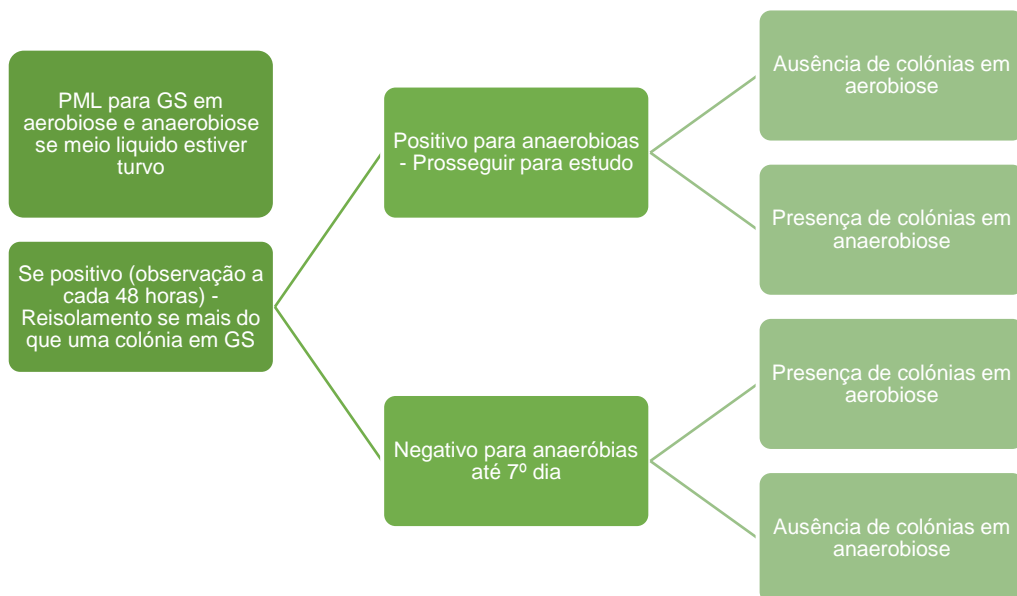 PML para GS em
aerobiose e anaerobiose
se meio liquido estiver
turvo
Se positivo (observação a
cada 48 horas) -
Reisolamento se mais do
que uma colónia em GS
Positivo para anaerobioas
- Prosseguir para estudo
Negativo para anaeróbias
até 7º dia
Ausência de colónias em
aerobiose
Presença de colónias em
anaerobiose
Presença de colónias em
aerobiose
Ausência de colónias em
anaerobiose